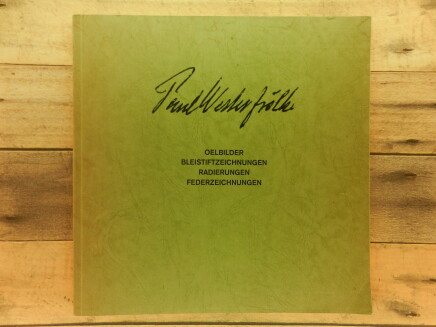 Paul Westerfrölke
OELBILDER
BLEISTIFTZEICHNUNGEN
RADIERUNGEN
FEDERZEICHNUNGEN